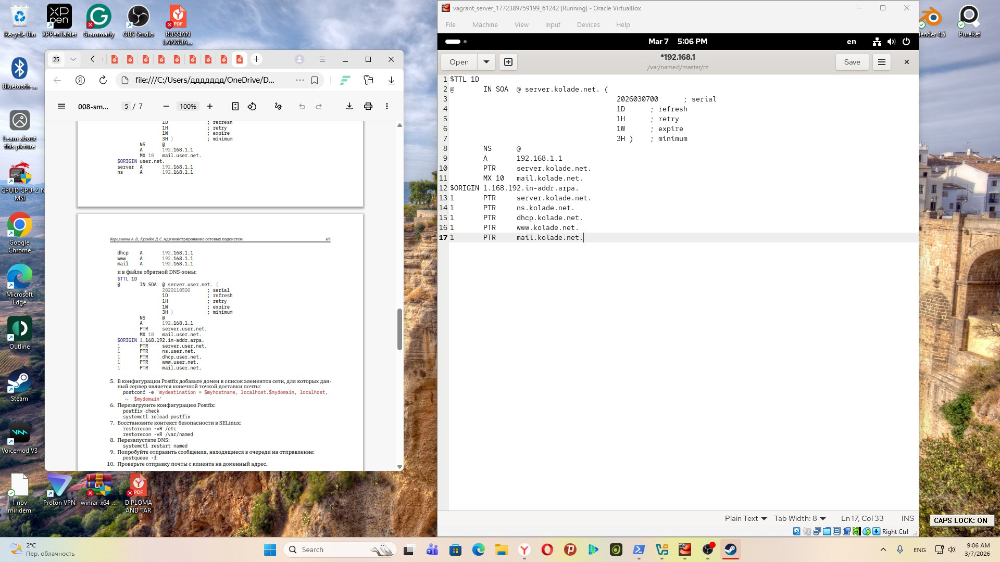 Recycle Bin
XPPenTablet
Grammarly
OBS Studio
RUSSIAN LANGUA...
Bluetooth-...
Learn about this picture
CPUID CPU-Z MSI
Google Chrome
Microsoft Edge
Outline
Steam
Voicemod V3
1 nov mir.dem
Proton VPN
winrar-x64-...
DIPLOMA AND TAR
25
file:///C:/Users/ддддддд/OneDrive/D...
008-sm...
5 / 7
100%
1D ; refresh
1H ; retry
1W ; expire
3H ) ; minimum
NS @
A 192.168.1.1
MX 10 mail.user.net.
$ORIGIN user.net.
server A 192.168.1.1
ns A 192.168.1.1
Королькова А. В., Кулябов Д. С. Администрирование сетевых подсистем 69
dhcp A 192.168.1.1
www A 192.168.1.1
mail A 192.168.1.1
и в файле обратной DNS-зоны:
$TTL 1D
@ IN SOA @ server.user.net. (
2020110500 ; serial
1D ; refresh
1H ; retry
1W ; expire
3H ) ; minimum
NS @
A 192.168.1.1
PTR server.user.net.
MX 10 mail.user.net.
$ORIGIN 1.168.192.in-addr.arpa.
1 PTR server.user.net.
1 PTR ns.user.net.
1 PTR dhcp.user.net.
1 PTR www.user.net.
1 PTR mail.user.net.
5. В конфигурации Postfix добавьте домен в список элементов сети, для которых дан-
ный сервер является конечной точкой доставки почты:
postconf -e 'mydestination = $myhostname, localhost.$mydomain, localhost,
↪ $mydomain'
6. Перезагрузите конфигурацию Postfix:
postfix check
systemctl reload postfix
7. Восстановите контекст безопасности в SELinux:
restorecon -vR /etc
restorecon -vR /var/named
8. Перезапустите DNS:
systemctl restart named
9. Попробуйте отправить сообщения, находящиеся в очереди на отправление:
postqueue -f
10. Проверьте отправку почты с клиента на доменный адрес.
vagrant_server_1772389759199_61242 [Running] - Oracle VirtualBox
File Machine View Input Devices Help
Mar 7 5:06 PM
en
Open
*192.168.1
/var/named/master/rz
Save
1 $TTL 1D
2 @ IN SOA @ server.kolade.net. (
3 2026030700 ; serial
4 1D ; refresh
5 1H ; retry
6 1W ; expire
7 3H ) ; minimum
8 NS @
9 A 192.168.1.1
10 PTR server.kolade.net.
11 MX 10 mail.kolade.net.
12 $ORIGIN 1.168.192.in-addr.arpa.
13 1 PTR server.kolade.net.
14 1 PTR ns.kolade.net.
15 1 PTR dhcp.kolade.net.
16 1 PTR www.kolade.net.
17 1 PTR mail.kolade.net.
Plain Text Tab Width: 8 Ln 17, Col 33 INS
Right Ctrl
lender 4.5
PureRef
CAPS LOCK: ON
2°C
Пер. облачность
Search
ENG
9:06 AM
3/7/2026